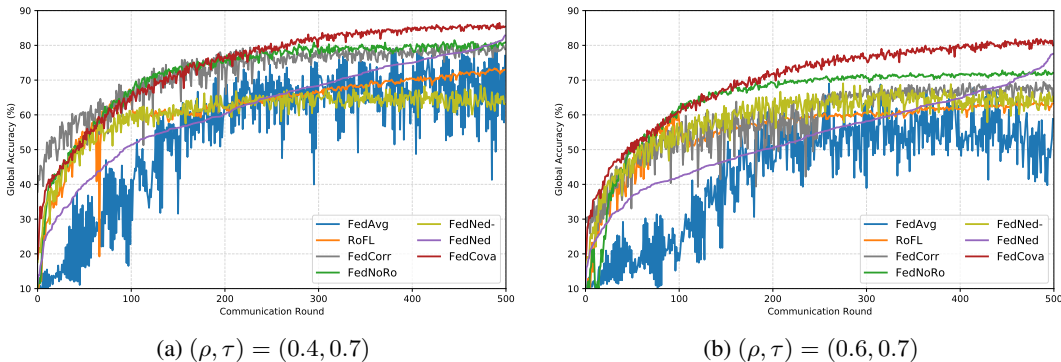 90
80
70
60
50
40
30
20
10
Global Accuracy (%)
0 100 200 300 400 500
Communication Round
FedAvg FedNed-
RoFL FedNed
FedCorr FedCova
FedNoRo
(a) (ρ, τ) = (0.4, 0.7)
90
80
70
60
50
40
30
20
10
Global Accuracy (%)
0 100 200 300 400 500
Communication Round
FedAvg FedNed-
RoFL FedNed
FedCorr FedCova
FedNoRo
(b) (ρ, τ) = (0.6, 0.7)